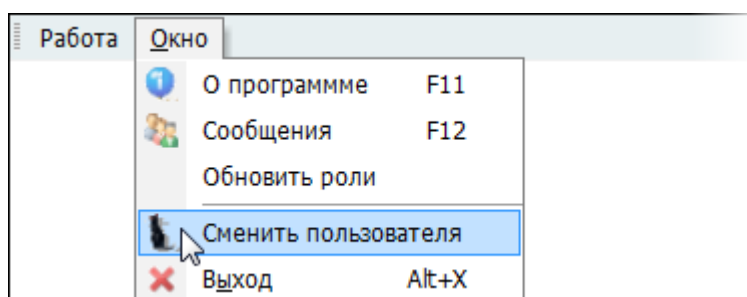 Работа Окно
О программме F11
Сообщения F12
Обновить роли
Сменить пользователя
Выход Alt+X